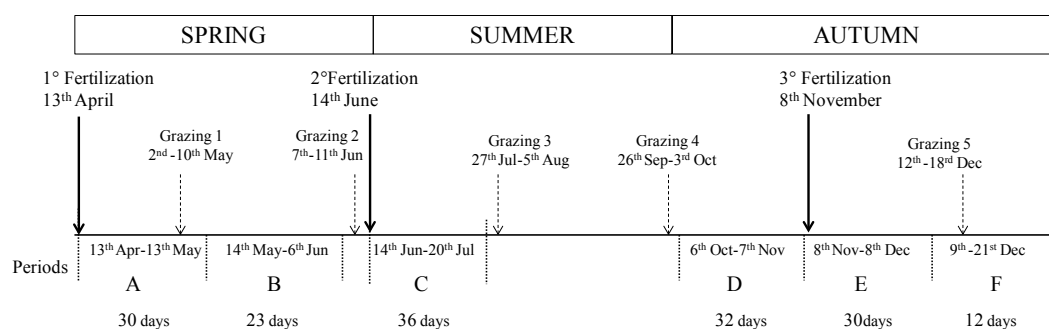 SPRING SUMMER AUTUMN
1° Fertilization
13th April
2°Fertilization
14th June
3° Fertilization
8th November
Grazing 1
2nd -10th May
Grazing 2
7th-11th Jun
Grazing 3
27th Jul-5th Aug
Grazing 4
26th Sep-3rd Oct
Grazing 5
12th -18rd Dec
Periods
13th Apr-13th May
14th May-6th Jun
14th Jun-20th Jul
6th Oct-7th Nov
8th Nov-8th Dec
9th -21st Dec
A B C D E F
30 days 23 days 36 days 32 days 30days 12 days